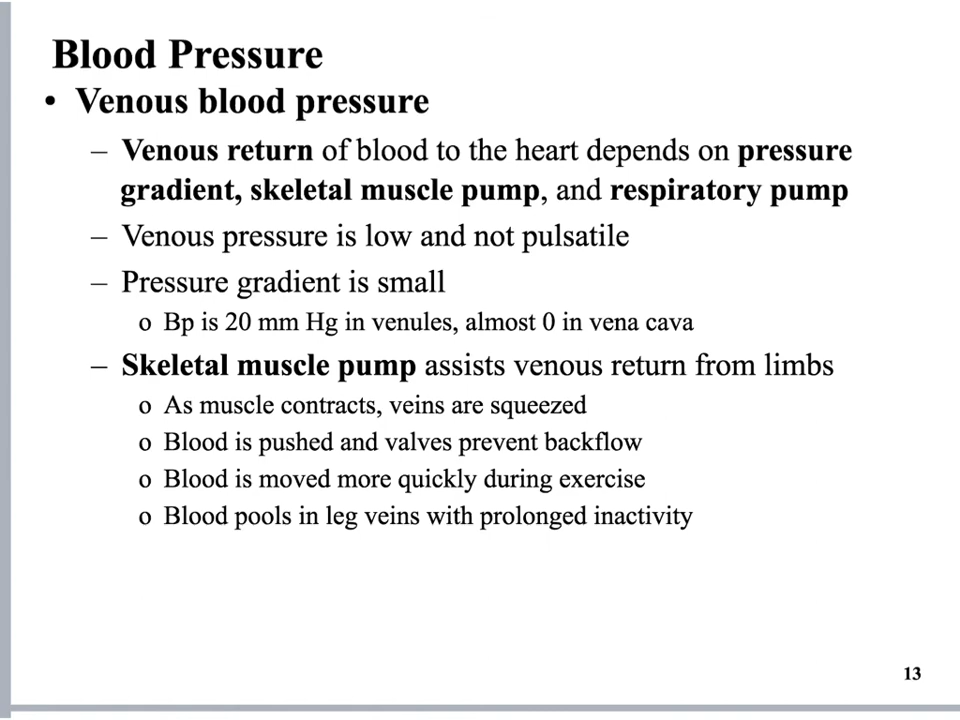 Blood Pressure
• Venous blood pressure
– Venous return of blood to the heart depends on pressure
gradient, skeletal muscle pump, and respiratory pump
– Venous pressure is low and not pulsatile
– Pressure gradient is small
o Bp is 20 mm Hg in venules, almost 0 in vena cava
– Skeletal muscle pump assists venous return from limbs
o As muscle contracts, veins are squeezed
o Blood is pushed and valves prevent backflow
o Blood is moved more quickly during exercise
o Blood pools in leg veins with prolonged inactivity
13